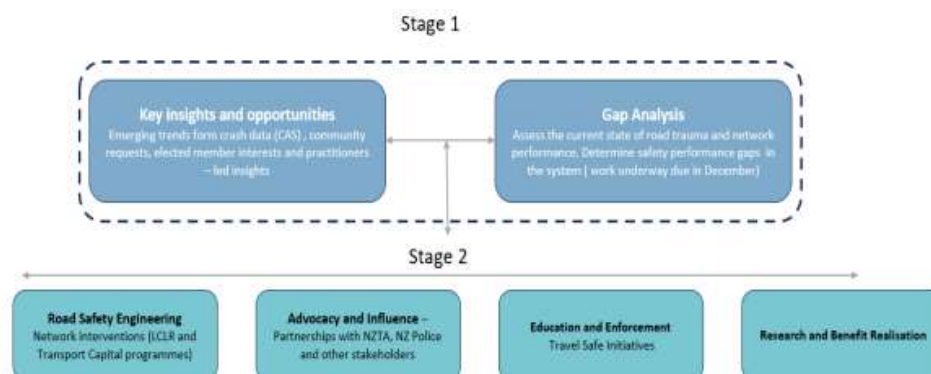 Stage 1
Key insights and opportunities
Emerging trends form crash data (CAS) , community
requests, elected member interests and practitioners
– led insights
Gap Analysis
Assess the current state of road trauma and network
performance. Determine safety performance gaps in
the system ( work underway due in December)
Stage 2
Road Safety Engineering
Network interventions (LCLR and
Transport Capital programmes)
Advocacy and Influence –
Partnerships with NZTA, NZ Police
and other stakeholders
Education and Enforcement
Travel Safe Initiatives
Research and Benefit Realisation